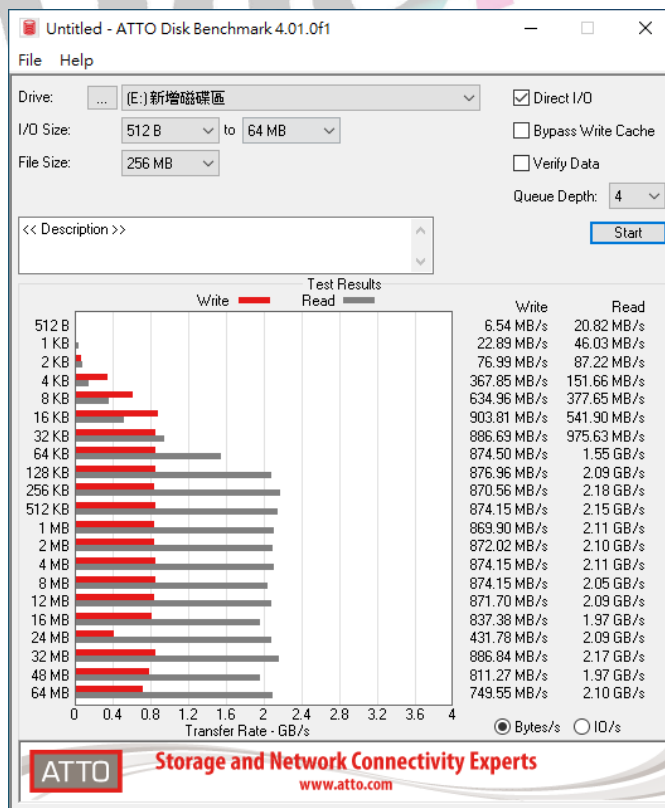 Untitled - ATTO Disk Benchmark 4.01.0f1
File Help
Drive: ... (E:)新增磁碟區
Direct I/O
I/O Size: 512 B to 64 MB
Bypass Write Cache
File Size: 256 MB
Verify Data
Queue Depth: 4
<< Description >>
Start
Test Results
Write Read Write Read
512 B 6.54 MB/s 20.82 MB/s
1 KB 22.89 MB/s 46.03 MB/s
2 KB 76.99 MB/s 87.22 MB/s
4 KB 367.85 MB/s 151.66 MB/s
8 KB 634.96 MB/s 377.65 MB/s
16 KB 903.81 MB/s 541.90 MB/s
32 KB 886.69 MB/s 975.63 MB/s
64 KB 874.50 MB/s 1.55 GB/s
128 KB 876.96 MB/s 2.09 GB/s
256 KB 870.56 MB/s 2.18 GB/s
512 KB 874.15 MB/s 2.15 GB/s
1 MB 869.90 MB/s 2.11 GB/s
2 MB 872.02 MB/s 2.10 GB/s
4 MB 874.15 MB/s 2.11 GB/s
8 MB 874.15 MB/s 2.05 GB/s
12 MB 871.70 MB/s 2.09 GB/s
16 MB 837.38 MB/s 1.97 GB/s
24 MB 431.78 MB/s 2.09 GB/s
32 MB 886.84 MB/s 2.17 GB/s
48 MB 811.27 MB/s 1.97 GB/s
64 MB 749.55 MB/s 2.10 GB/s
0 0.4 0.8 1.2 1.6 2 2.4 2.8 3.2 3.6 4
Transfer Rate - GB/s
Bytes/s IO/s
ATTO
Storage and Network Connectivity Experts
www.atto.com